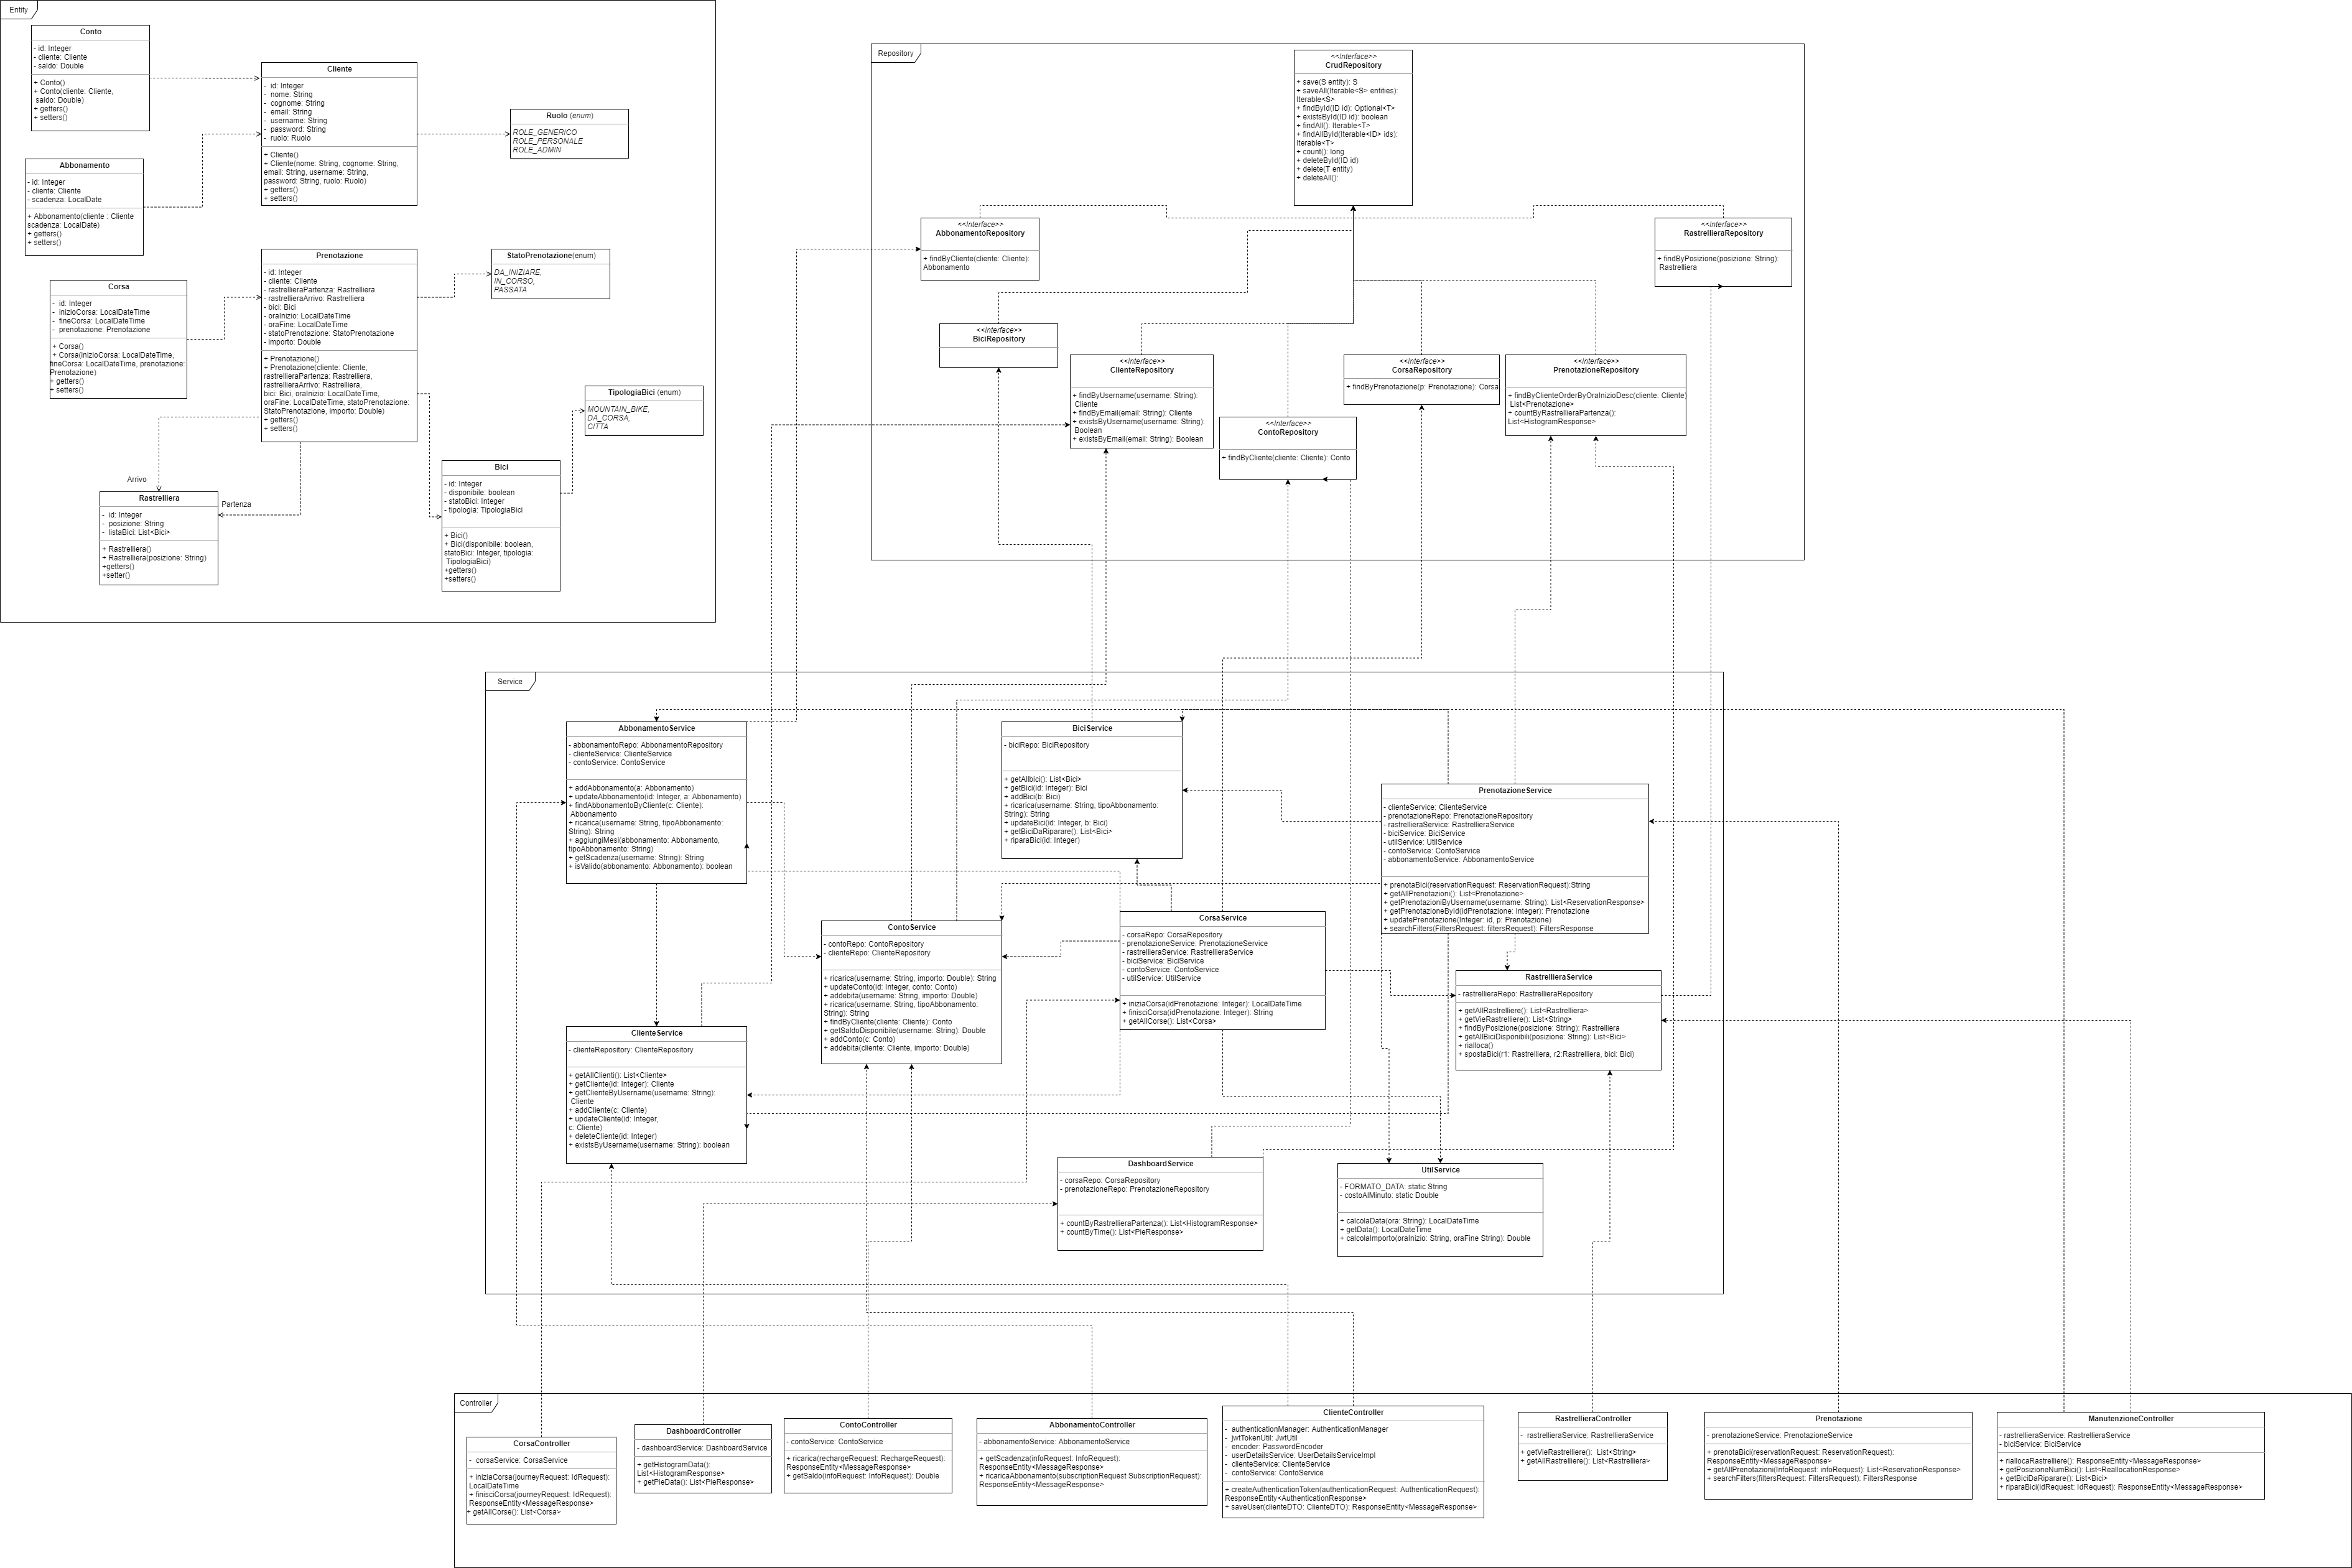 Entity
Conto
- id: Integer
- cliente: Cliente
- saldo: Double
+ Conto()
+ Conto(cliente: Cliente,
saldo: Double)
+ getters()
+ setters()
Cliente
- id: Integer
- nome: String
- cognome: String
- email: String
- username: String
- password: String
- ruolo: Ruolo
+ Cliente()
+ Cliente(nome: String, cognome: String,
email: String, username: String,
password: String, ruolo: Ruolo)
+ getters()
+ setters()
Ruolo (enum)
ROLE_GENERICO
ROLE_PERSONALE
ROLE_ADMIN
Abbonamento
- id: Integer
- cliente: Cliente
- scadenza: LocalDate
+ Abbonamento(cliente : Cliente
scadenza: LocalDate)
+ getters()
+ setters()
Prenotazione
- id: Integer
- cliente: Cliente
- rastrellieraPartenza: Rastrelliera
- rastrellieraArrivo: Rastrelliera
- bici: Bici
- oraInizio: LocalDateTime
- oraFine: LocalDateTime
- statoPrenotazione: StatoPrenotazione
- importo: Double
+ Prenotazione()
+ Prenotazione(cliente: Cliente,
rastrellieraPartenza: Rastrelliera,
rastrellieraArrivo: Rastrelliera,
bici: Bici, oraInizio: LocalDateTime,
oraFine: LocalDateTime, statoPrenotazione:
StatoPrenotazione, importo: Double)
+ getters()
+ setters()
StatoPrenotazione(enum)
DA_INIZIARE,
IN_CORSO,
PASSATA
Corsa
- id: Integer
- inizioCorsa: LocalDateTime
- fineCorsa: LocalDateTime
- prenotazione: Prenotazione
+ Corsa()
+ Corsa(inizioCorsa: LocalDateTime,
fineCorsa: LocalDateTime, prenotazione:
Prenotazione)
+ getters()
+ setters()
TipologiaBici (enum)
MOUNTAIN_BIKE,
DA_CORSA,
CITTA
Arrivo
Partenza
Rastrelliera
- id: Integer
- posizione: String
- listaBici: List<Bici>
+ Rastrelliera()
+ Rastrelliera(posizione: String)
+getters()
+setter()
Bici
- id: Integer
- disponibile: boolean
- statoBici: Integer
- tipologia: TipologiaBici
+ Bici()
+ Bici(disponibile: boolean,
statoBici: Integer, tipologia:
TipologiaBici)
+getters()
+setters()
Repository
<<interface>>
CrudRepository
+ save(S entity): S
+ saveAll(Iterable<S> entities):
Iterable<S>
+ findById(ID id): Optional<T>
+ existsById(ID id): boolean
+ findAll(): Iterable<T>
+ findAllById(Iterable<ID> ids):
Iterable<T>
+ count(): long
+ deleteById(ID id)
+ delete(T entity)
+ deleteAll():
<<interface>>
AbbonamentoRepository
+ findByCliente(cliente: Cliente):
Abbonamento
<<interface>>
RastrellieraRepository
+ findByPosizione(posizione: String):
Rastrelliera
<<interface>>
BiciRepository
<<interface>>
ClienteRepository
+ findByUsername(username: String):
Cliente
+ findByEmail(email: String): Cliente
+ existsByUsername(username: String):
Boolean
+ existsByEmail(email: String): Boolean
<<interface>>
ContoRepository
+ findByCliente(cliente: Cliente): Conto
<<interface>>
CorsaRepository
+ findByPrenotazione(p: Prenotazione): Corsa
<<interface>>
PrenotazioneRepository
+ findByClienteOrderByOraInizioDesc(cliente: Cliente)
List<Prenotazione>
+ countByRastrellieraPartenza():
List<HistogramResponse>
Service
AbbonamentoService
- abbonamentoRepo: AbbonamentoRepository
- clienteService: ClienteService
- contoService: ContoService
+ addAbbonamento(a: Abbonamento)
+ updateAbbonamento(id: Integer, a: Abbonamento)
+ findAbbonamentoByCliente(c: Cliente):
Abbonamento
+ ricarica(username: String, tipoAbbonamento:
String): String
+ aggiungiMesi(abbonamento: Abbonamento,
tipoAbbonamento: String)
+ getScadenza(username: String): String
+ isValido(abbonamento: Abbonamento): boolean
BiciService
- biciRepo: BiciRepository
+ getAllbici(): List<Bici>
+ getBici(id: Integer): Bici
+ addBici(b: Bici)
+ ricarica(username: String, tipoAbbonamento:
String): String
+ updateBici(id: Integer, b: Bici)
+ getBiciDaRiparare(): List<Bici>
+ riparaBici(id: Integer)
PrenotazioneService
- clienteService: ClienteService
- prenotazioneRepo: PrenotazioneRepository
- rastrellieraService: RastrellieraService
- biciService: BiciService
- utilService: UtilService
- contoService: ContoService
- abbonamentoService: AbbonamentoService
+ prenotaBici(reservationRequest: ReservationRequest):String
+ getAllPrenotazioni(): List<Prenotazione>
+ getPrenotazioniByUsername(username: String): List<ReservationResponse>
+ getPrenotazioneById(idPrenotazione: Integer): Prenotazione
+ updatePrenotazione(Integer: id, p: Prenotazione)
+ searchFilters(FiltersRequest: filtersRequest): FiltersResponse
ContoService
- contoRepo: ContoRepository
- clienteRepo: ClienteRepository
+ ricarica(username: String, importo: Double): String
+ updateConto(id: Integer, conto: Conto)
+ addebita(username: String, importo: Double)
+ ricarica(username: String, tipoAbbonamento:
String): String
+ findByCliente(cliente: Cliente): Conto
+ getSaldoDisponibile(username: String): Double
+ addConto(c: Conto)
+ addebita(cliente: Cliente, importo: Double)
CorsaService
- corsaRepo: CorsaRepository
- prenotazioneService: PrenotazioneService
- rastrellieraService: RastrellieraService
- biciService: BiciService
- contoService: ContoService
- utilService: UtilService
+ iniziaCorsa(idPrenotazione: Integer): LocalDateTime
+ finisciCorsa(idPrenotazione: Integer): String
+ getAllCorse(): List<Corsa>
RastrellieraService
- rastrellieraRepo: RastrellieraRepository
+ getAllRastrelliere(): List<Rastrelliera>
+ getVieRastrelliere(): List<String>
+ findByPosizione(posizione: String): Rastrelliera
+ getAllBiciDisponibili(posizione: String): List<Bici>
+ rialloca()
+ spostaBici(r1: Rastrelliera, r2:Rastrelliera, bici: Bici)
ClienteService
- clienteRepository: ClienteRepository
+ getAllClienti(): List<Cliente>
+ getCliente(id: Integer): Cliente
+ getClienteByUsername(username: String):
Cliente
+ addCliente(c: Cliente)
+ updateCliente(id: Integer,
c: Cliente)
+ deleteCliente(id: Integer)
+ existsByUsername(username: String): boolean
DashboardService
- corsaRepo: CorsaRepository
- prenotazioneRepo: PrenotazioneRepository
+ countByRastrellieraPartenza(): List<HistogramResponse>
+ countByTime(): List<PieResponse>
UtilService
- FORMATO_DATA: static String
- costoAlMinuto: static Double
+ calcolaData(ora: String): LocalDateTime
+ getData(): LocalDateTime
+ calcolaImporto(oraInizio: String, oraFine String): Double
Controller
CorsaController
- corsaService: CorsaService
+ iniziaCorsa(journeyRequest: IdRequest):
LocalDateTime
+ finisciCorsa(journeyRequest: IdRequest):
ResponseEntity<MessageResponse>
+ getAllCorse(): List<Corsa>
DashboardController
- dashboardService: DashboardService
+ getHistogramData():
List<HistogramResponse>
+ getPieData(): List<PieResponse>
ContoController
- contoService: ContoService
+ ricarica(rechargeRequest: RechargeRequest):
ResponseEntity<MessageResponse>
+ getSaldo(infoRequest: InfoRequest): Double
AbbonamentoController
- abbonamentoService: AbbonamentoService
+ getScadenza(infoRequest: InfoRequest):
ResponseEntity<MessageResponse>
+ ricaricaAbbonamento(subscriptionRequest SubscriptionRequest):
ResponseEntity<MessageResponse>
ClienteController
- authenticationManager: AuthenticationManager
- jwtTokenUtil: JwtUtil
- encoder: PasswordEncoder
- userDetailsService: UserDetailsServiceImpl
- clienteService: ClienteService
- contoService: ContoService
+ createAuthenticationToken(authenticationRequest: AuthenticationRequest):
ResponseEntity<AuthenticationResponse>
+ saveUser(clienteDTO: ClienteDTO): ResponseEntity<MessageResponse>
RastrellieraController
- rastrellieraService: RastrellieraService
+ getVieRastrelliere(): List<String>
+ getAllRastrelliere(): List<Rastrelliera>
Prenotazione
- prenotazioneService: PrenotazioneService
+ prenotaBici(reservationRequest: ReservationRequest):
ResponseEntity<MessageResponse>
+ getAllPrenotazioni(InfoRequest: infoRequest): List<ReservationResponse>
+ searchFilters(filtersRequest: FiltersRequest): FiltersResponse
ManutenzioneController
- rastrellieraService: RastrellieraService
- biciService: BiciService
+ riallocaRastrelliere(): ResponseEntity<MessageResponse>
+ getPosizioneNumBici(): List<ReallocationResponse>
+ getBiciDaRiparare(): List<Bici>
+ riparaBici(idRequest: IdRequest): ResponseEntity<MessageResponse>